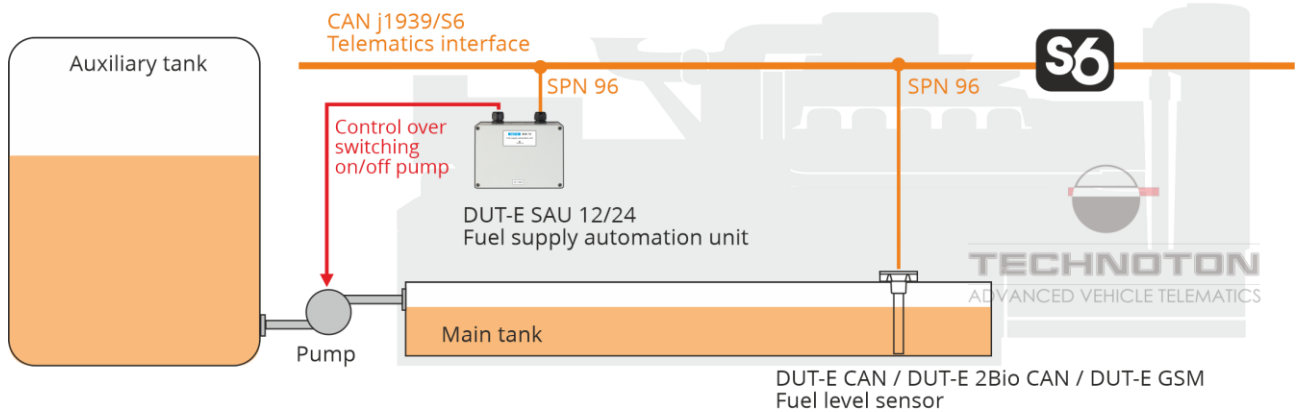 CAN j1939/S6
Telematics interface
Auxiliary tank
S6
SPN 96
SPN 96
Control over
switching
on/off pump
DUT-E SAU 12/24
Fuel supply automation unit
TECHNOTON
ADVANCED VEHICLE TELEMATICS
Main tank
Pump
DUT-E CAN / DUT-E 2Bio CAN / DUT-E GSM
Fuel level sensor